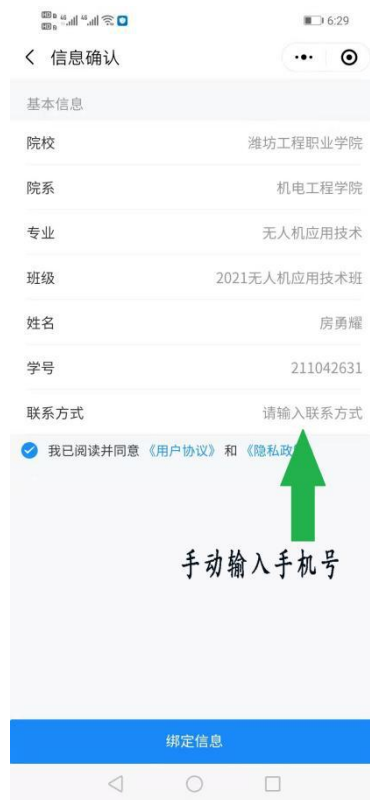 6:29
信息确认
基本信息
院校 潍坊工程职业学院
院系 机电工程学院
专业 无人机应用技术
班级 2021无人机应用技术班
姓名 房勇耀
学号 211042631
联系方式 请输入联系方式
我已阅读并同意《用户协议》和《隐私政
手动输入手机号
绑定信息